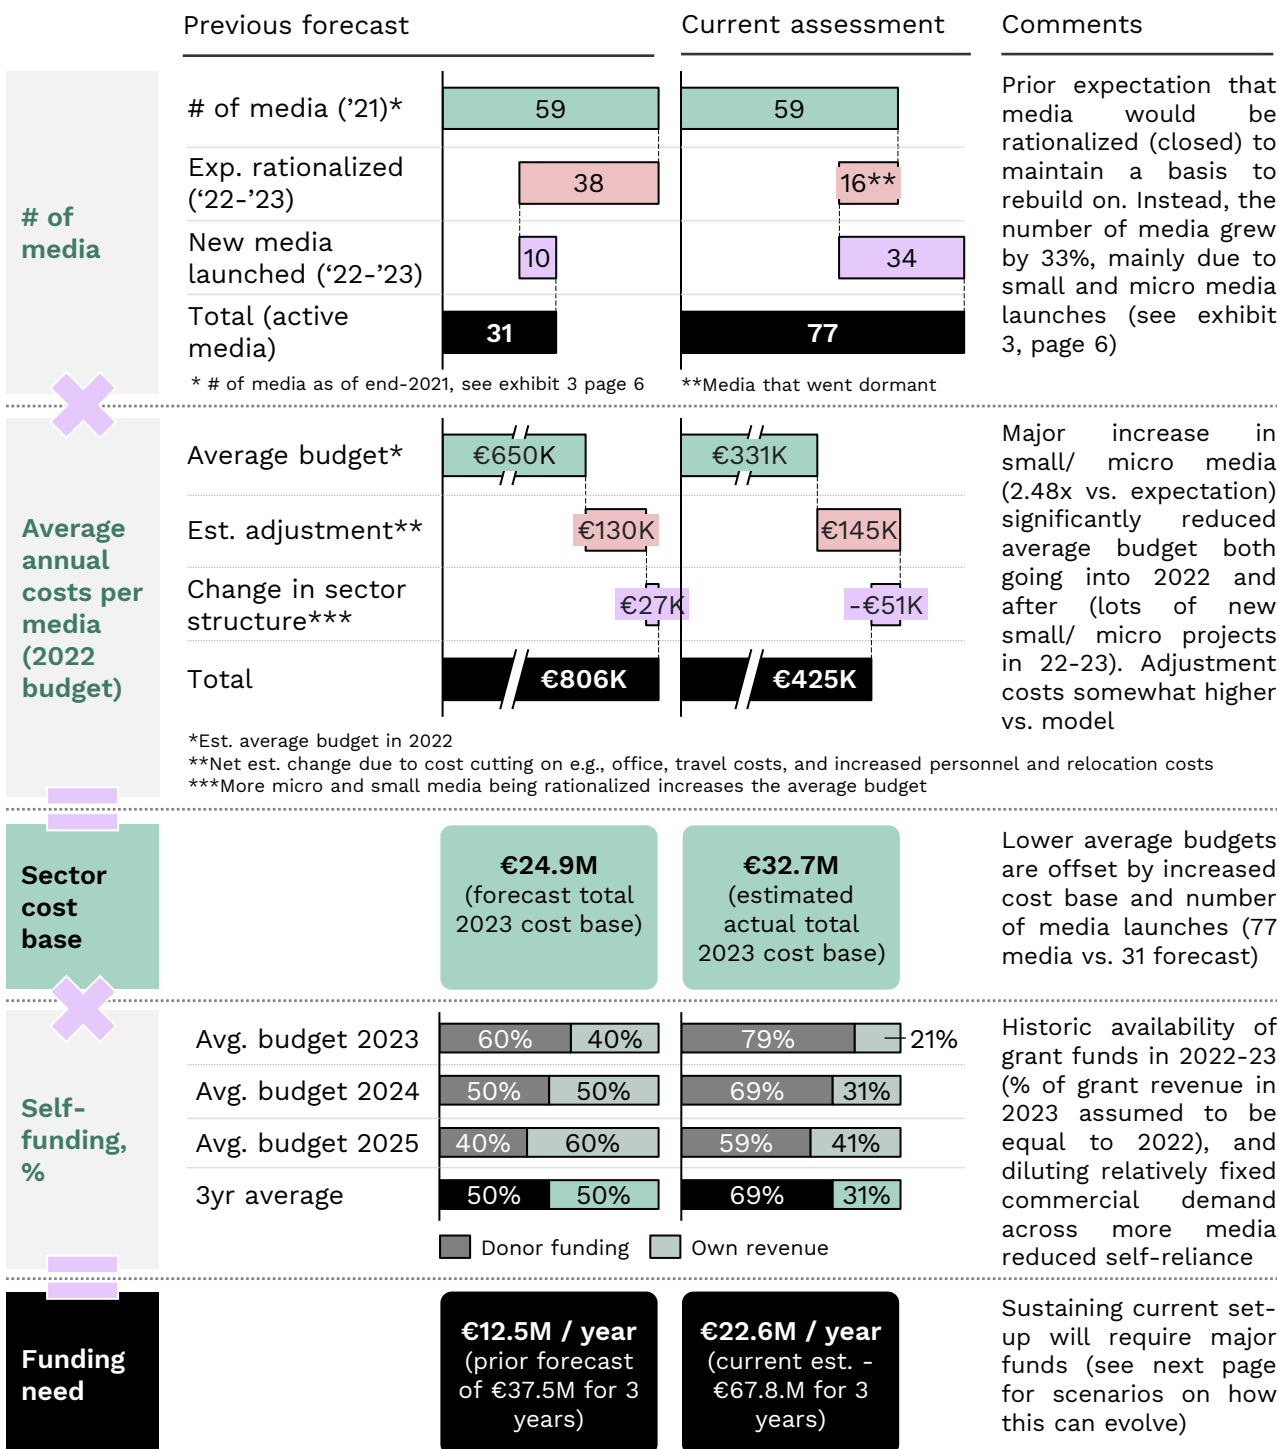 Previous forecast
Current assessment
Comments
# of
media
# of media (’21)*
59
59
Exp. rationalized
(‘22-’23)
38
16**
New media
launched (‘22-’23)
10
34
Total (active
media)
31
77
* # of media as of end-2021, see exhibit 3 page 6
**Media that went dormant
Prior expectation that
media would be
rationalized (closed) to
maintain a basis to
rebuild on. Instead, the
number of media grew
by 33%, mainly due to
small and micro media
launches (see exhibit
3, page 6)
Average
annual
costs per
media
(2022
budget)
Average budget*
€650K
€331K
Est. adjustment**
€130K
€145K
Change in sector
structure***
€27K
-€51K
Total
€806K
€425K
*Est. average budget in 2022
**Net est. change due to cost cutting on e.g., office, travel costs, and increased personnel and relocation costs
***More micro and small media being rationalized increases the average budget
Major increase in
small/ micro media
(2.48x vs. expectation)
significantly reduced
average budget both
going into 2022 and
after (lots of new
small/ micro projects
in 22-23). Adjustment
costs somewhat higher
vs. model
Sector
cost
base
€24.9M
(forecast total
2023 cost base)
€32.7M
(estimated
actual total
2023 cost base)
Lower average budgets
are offset by increased
cost base and number
of media launches (77
media vs. 31 forecast)
Self-
funding,
%
Avg. budget 2023
60%
40%
79%
21%
Avg. budget 2024
50%
50%
69%
31%
Avg. budget 2025
40%
60%
59%
41%
3yr average
50%
50%
69%
31%
Donor funding
Own revenue
Historic availability of
grant funds in 2022-23
(% of grant revenue in
2023 assumed to be
equal to 2022), and
diluting relatively fixed
commercial demand
across more media
reduced self-reliance
Funding
need
€12.5M / year
(prior forecast
of €37.5M for 3
years)
€22.6M / year
(current est. -
€67.8.M for 3
years)
Sustaining current set-
up will require major
funds (see next page
for scenarios on how
this can evolve)